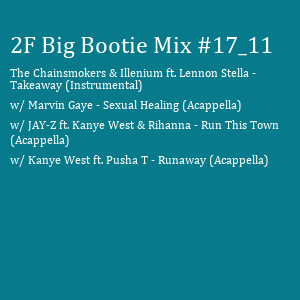 2F Big Bootie Mix #17_11
The Chainsmokers & Illenium ft. Lennon Stella -
Takeaway (Instrumental)
w/ Marvin Gaye - Sexual Healing (Acappella)
w/ JAY-Z ft. Kanye West & Rihanna - Run This Town
(Acappella)
w/ Kanye West ft. Pusha T - Runaway (Acappella)